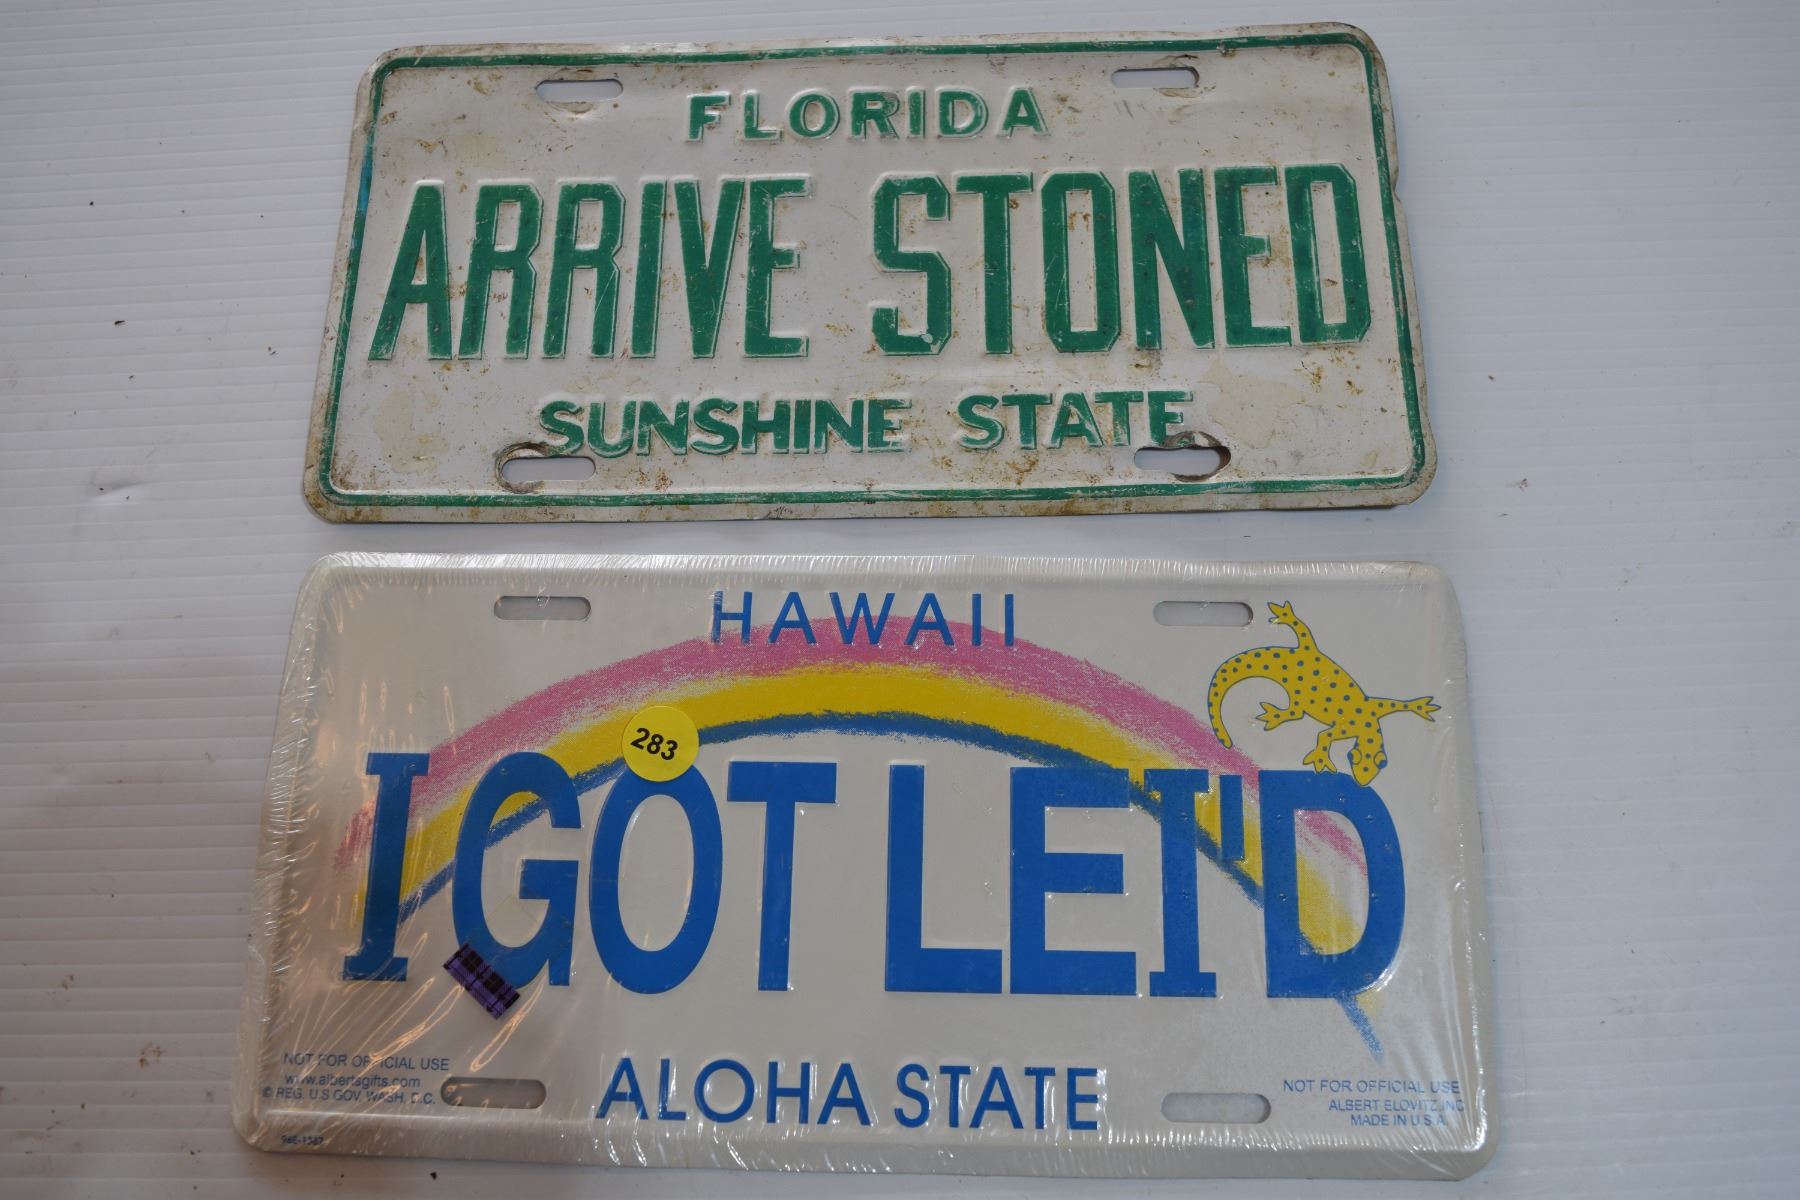 FLORIDA
ARRIVE STONED
SUNSHINE STATE
HAWAII
283
I GOT LEI'D
NOT FOR OFFICIAL USE
www.albertsgifts.com
© REG. U.S GOV. WASH, D.C.
ALOHA STATE
NOT FOR OFFICIAL USE
ALBERT ELOVITZ,INC
MADE IN U.S.A.